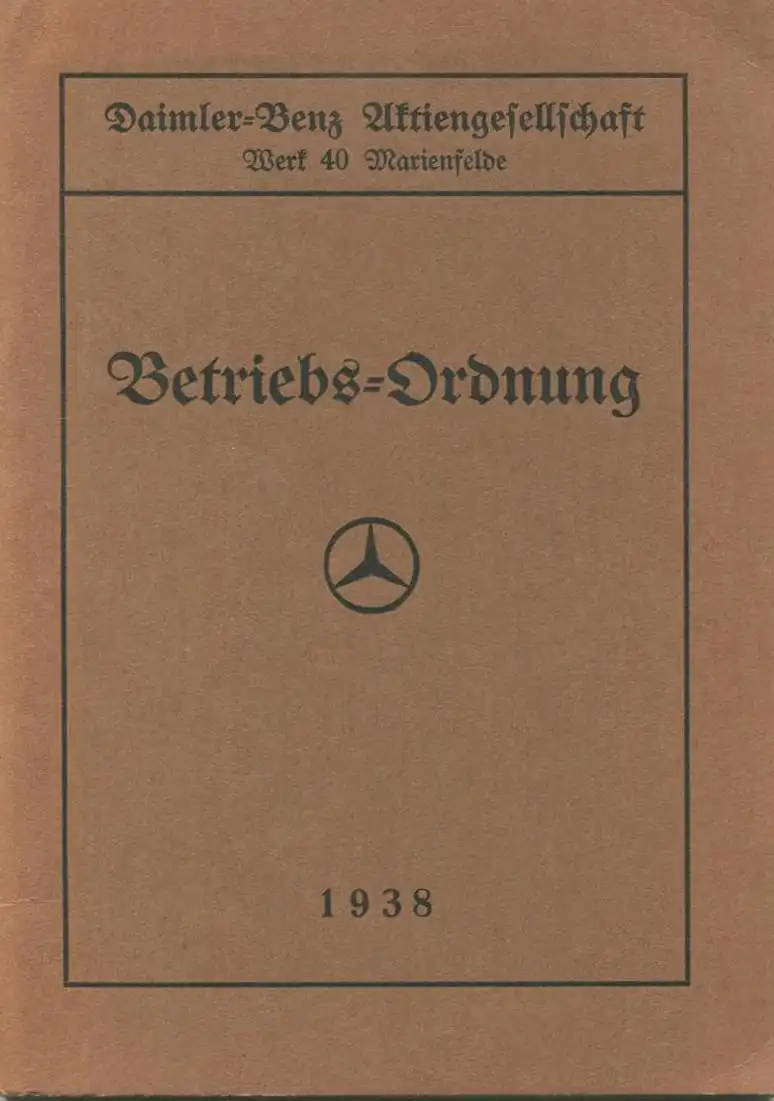 Daimler-Benz Aktiengesellschaft
Werk 40 Marienfelde
Betriebs-Ordnung
1938